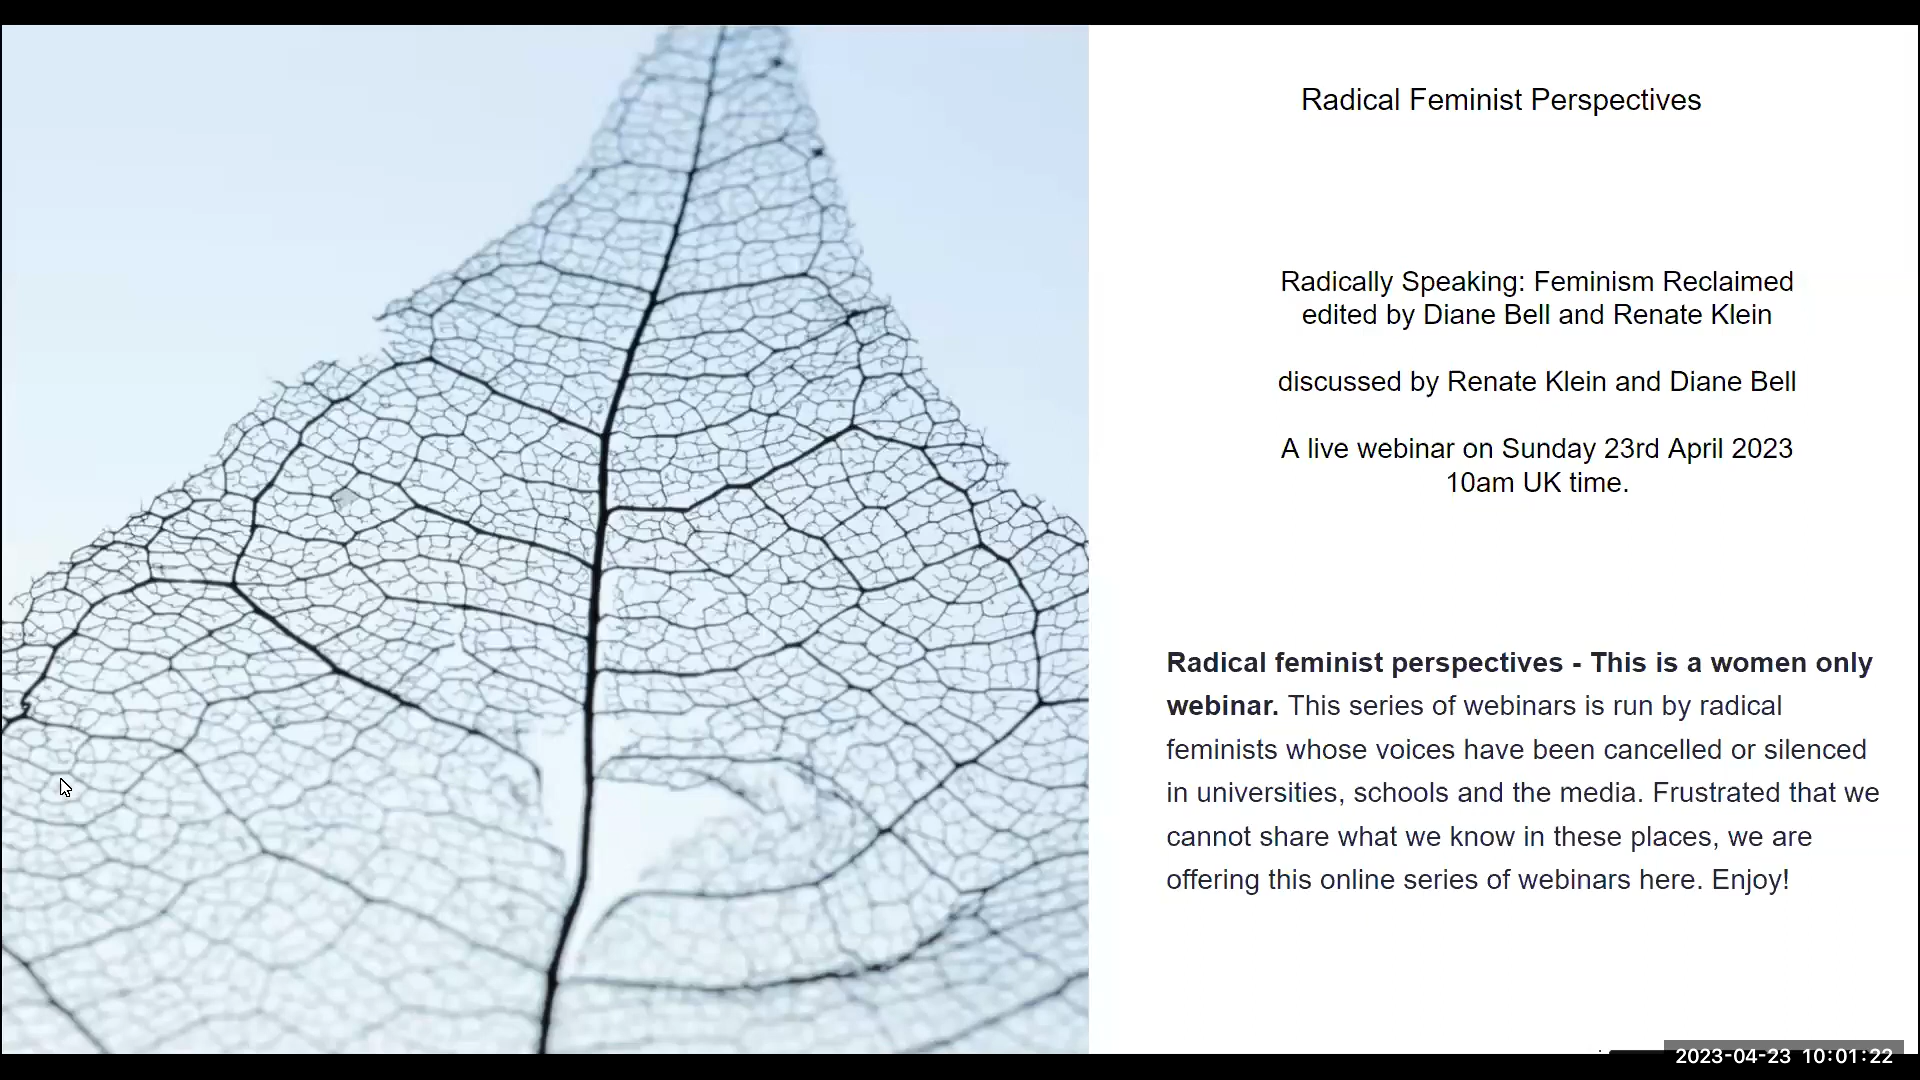 Radical Feminist Perspectives
Radically Speaking: Feminism Reclaimed
edited by Diane Bell and Renate Klein
discussed by Renate Klein and Diane Bell
A live webinar on Sunday 23rd April 2023
10am UK time.
Radical feminist perspectives - This is a women only
webinar. This series of webinars is run by radical
feminists whose voices have been cancelled or silenced
in universities, schools and the media. Frustrated that we
cannot share what we know in these places, we are
offering this online series of webinars here. Enjoy!
2023-04-23 10:01:22